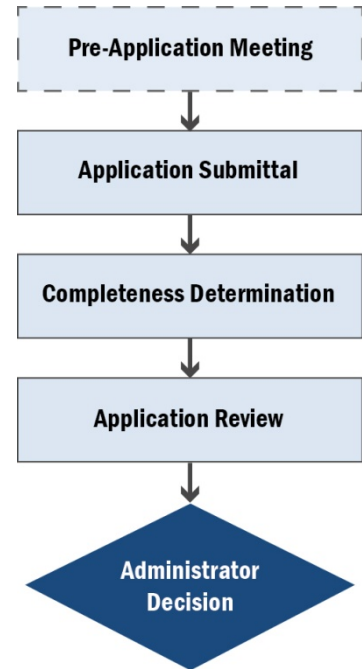 Pre-Application Meeting
Application Submittal
Completeness Determination
Application Review
Administrator
Decision